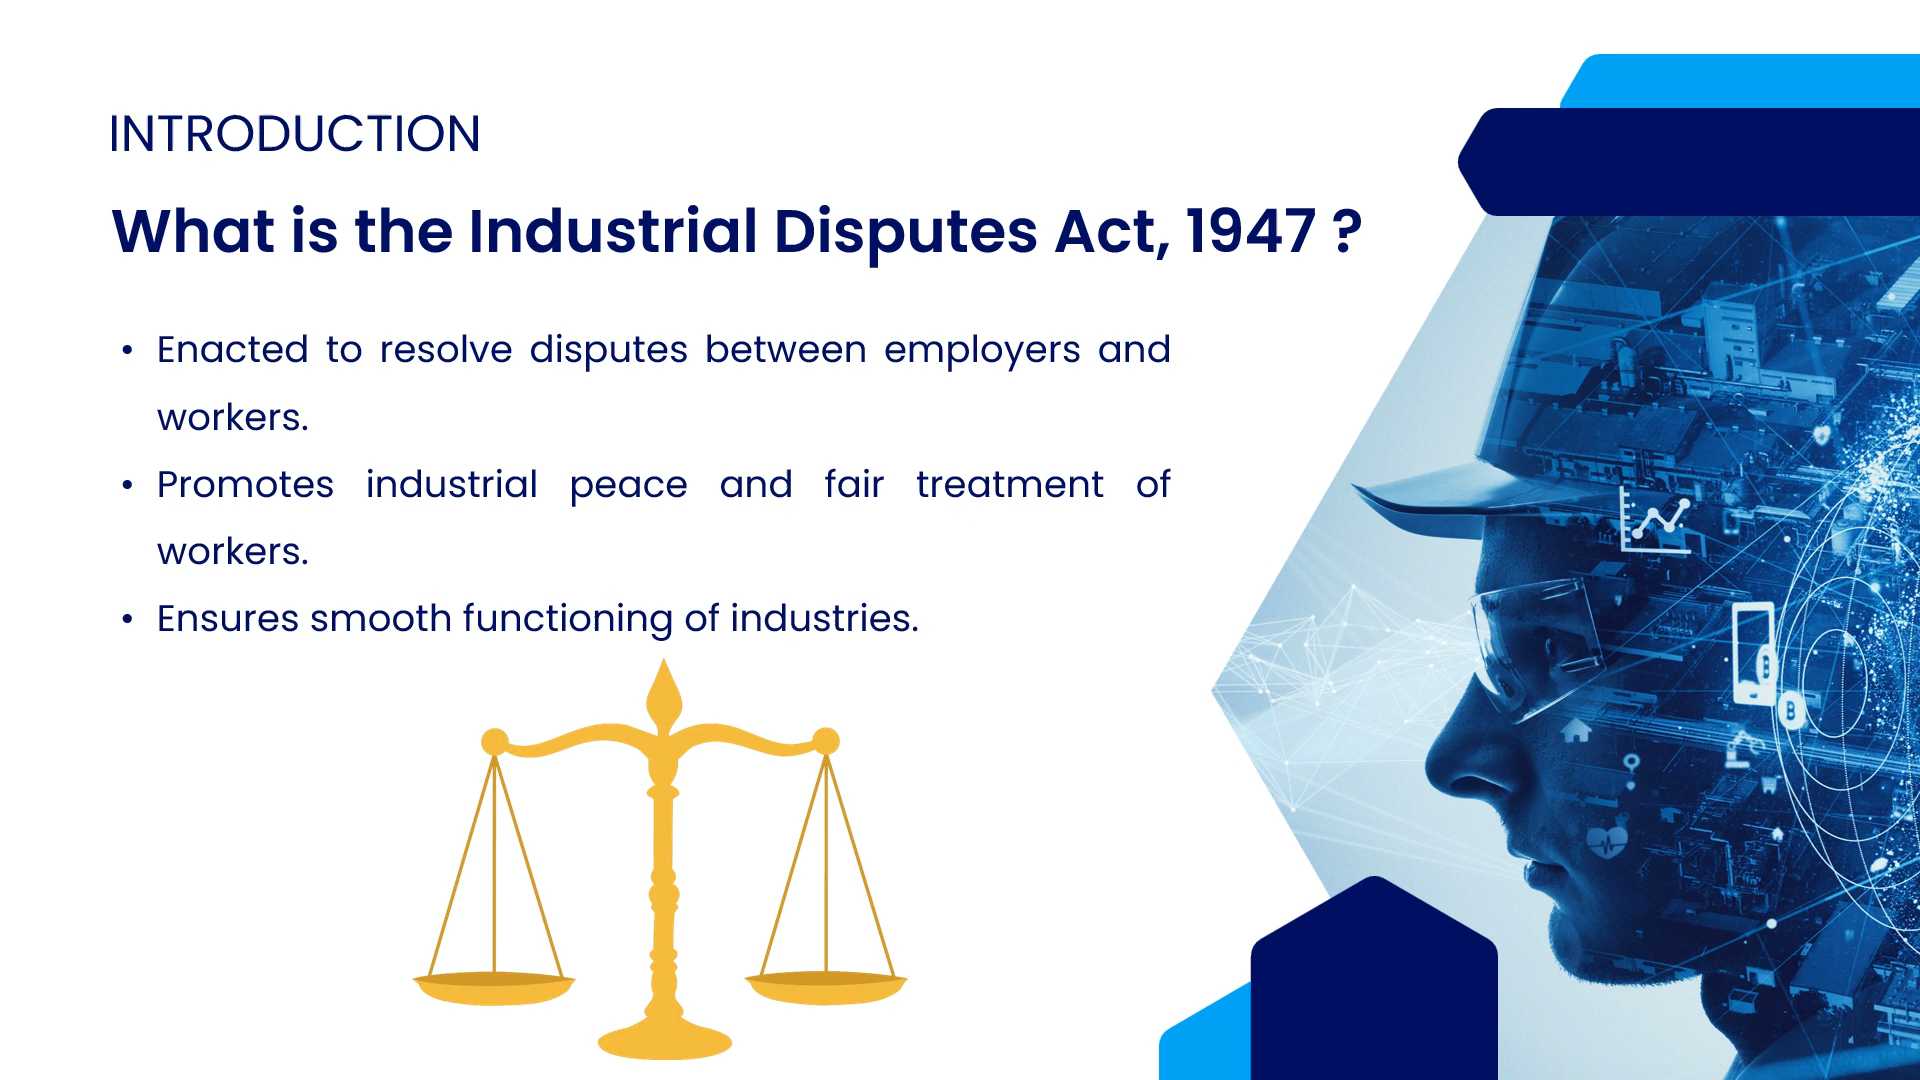 INTRODUCTION
What is the Industrial Disputes Act, 1947 ?
• Enacted to resolve disputes between employers and
workers.
• Promotes industrial peace and fair treatment of
workers.
• Ensures smooth functioning of industries.